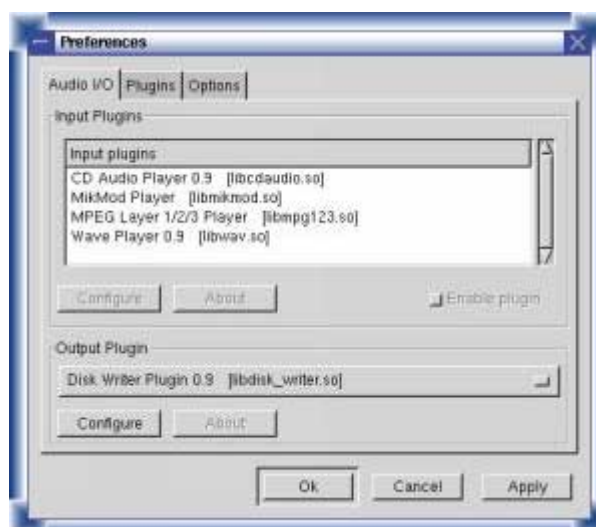 Preferences
Audio I/O Plugins Options
Input Plugins
Input plugins
CD Audio Player 0.9 [libcdaudio.so]
MikMod Player [libmikmod.so]
MPEG Layer 1/2/3 Player [libmpg123.so]
Wave Player 0.9 [libwav.so]
Configure About Enable plugin
Output Plugin
Disk Writer Plugin 0.9 [libdisk_writer.so]
Configure About
Ok Cancel Apply